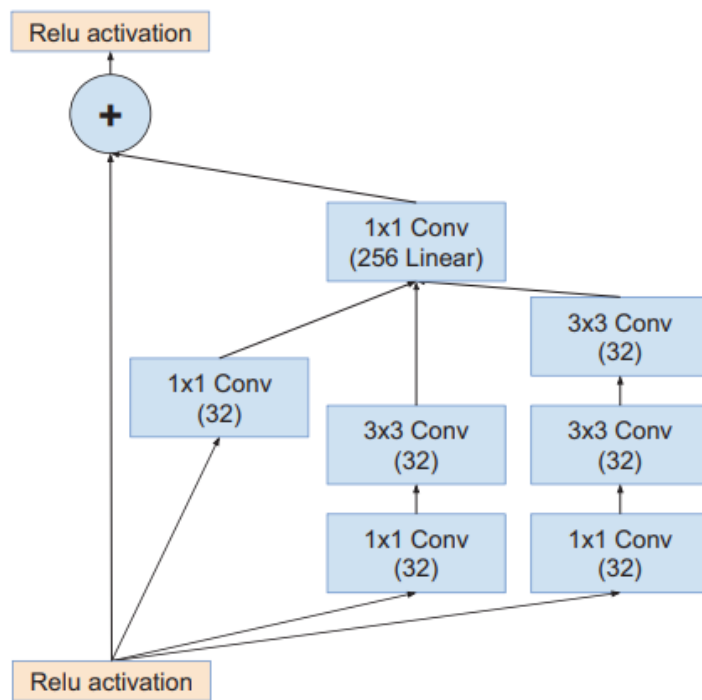 Relu activation
+
1x1 Conv
(256 Linear)
3x3 Conv
(32)
1x1 Conv
(32)
3x3 Conv
(32)
3x3 Conv
(32)
1x1 Conv
(32)
1x1 Conv
(32)
Relu activation